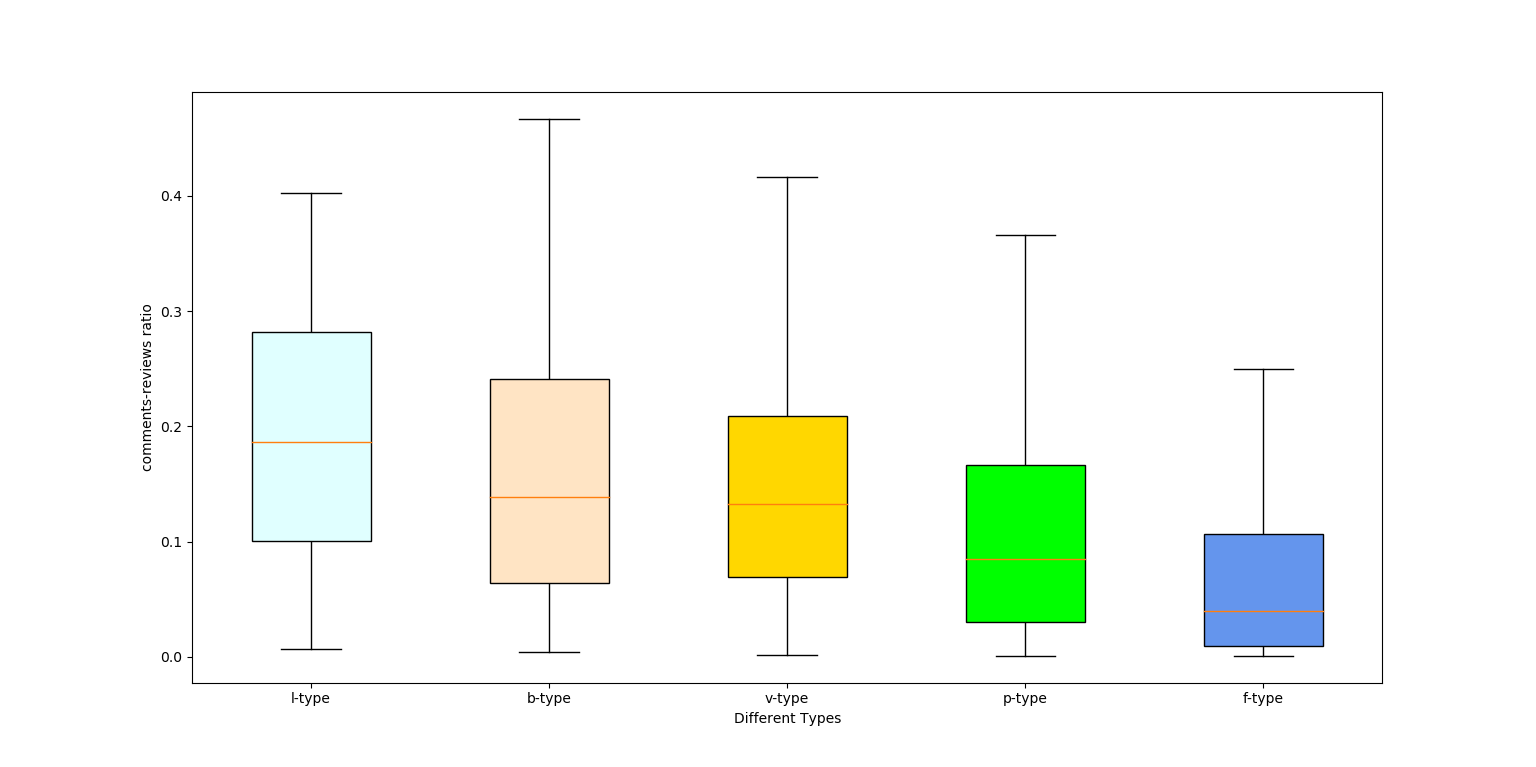 comments-reviews ratio
0.4
0.3
0.2
0.1
0.0
l-type b-type v-type p-type f-type
Different Types